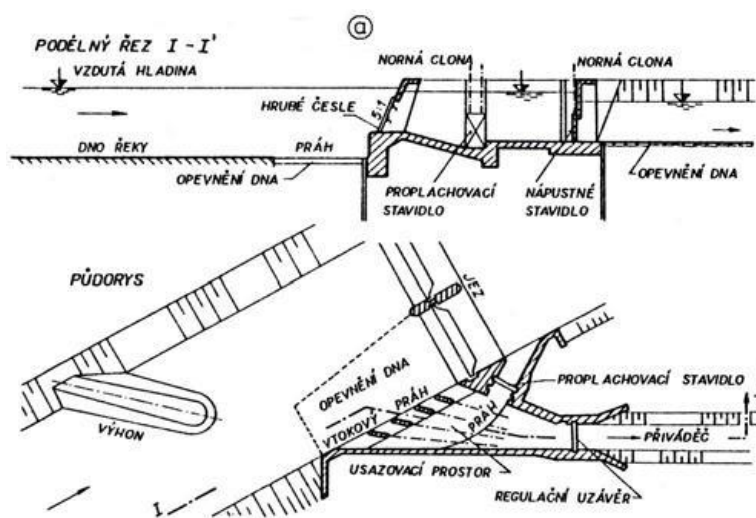 a
PODÉLNÝ ŘEZ I - I'
VZDUTÁ HLADINA
NORNÁ CLONA
NORNÁ CLONA
HRUBÉ ČESLE
5:1
DNO ŘEKY
PRÁH
OPEVNĚNÍ DNA
PROPLACHOVACÍ
STAVIDLO
NÁPUSTNÉ
STAVIDLO
OPEVNĚNÍ DNA
PŮDORYS
JEZ
OPEVNĚNÍ DNA
PROPLACHOVACÍ STAVIDLO
VTOKOVÝ PRÁH
PRÁH
VÝHON
PŘIVÁDĚČ
USAZOVACÍ PROSTOR
REGULAČNÍ UZÁVĚR
I